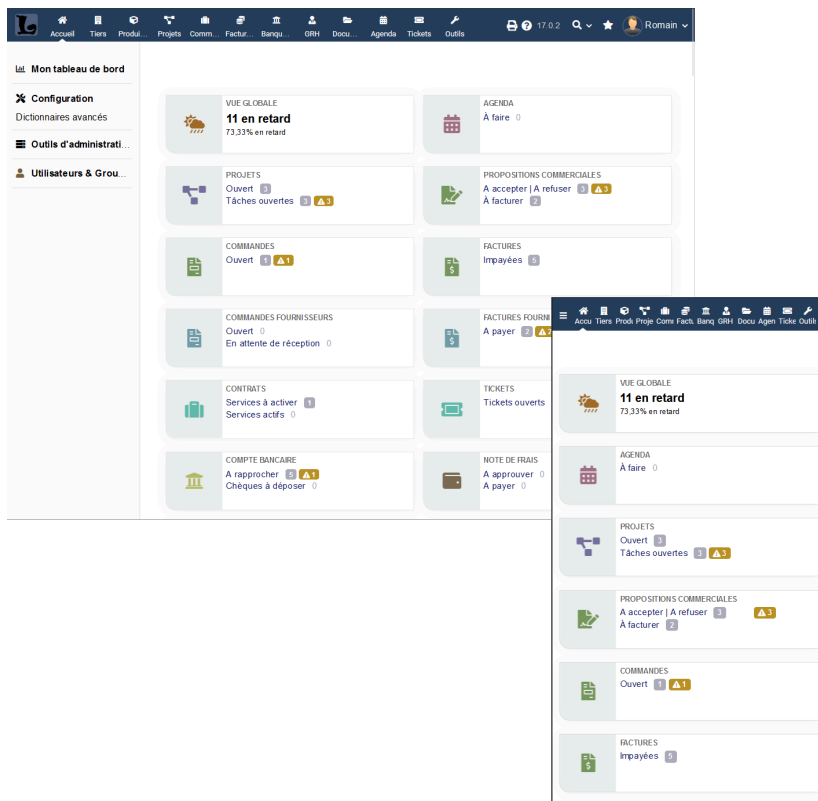 Accueil Tiers Produi... Projets Comm... Factur... Banqu... GRH Docu... Agenda Tickets Outils 17.0.2 Romain
Mon tableau de bord
Configuration
Dictionnaires avancés
Outils d'administrati...
Utilisateurs & Grou...
VUE GLOBALE
11 en retard
73,33% en retard
AGENDA
À faire 0
PROJETS
Ouvert 3
Tâches ouvertes 3 3
PROPOSITIONS COMMERCIALES
A accepter | A refuser 3 3
À facturer 2
COMMANDES
Ouvert 1 1
FACTURES
Impayées 5
COMMANDES FOURNISSEURS
Ouvert 0
En attente de réception 0
FACTURES FOURNI
A payer 2 2
CONTRATS
Services à activer 1
Services actifs 0
TICKETS
Tickets ouverts
COMPTE BANCAIRE
A rapprocher 5 1
Chèques à déposer 0
NOTE DE FRAIS
A approuver 0
A payer 0
Accu Tiers Prodi Proje Comi Factu Banq GRH Docu Agen Ticke Outils
VUE GLOBALE
11 en retard
73,33% en retard
AGENDA
À faire 0
PROJETS
Ouvert 3
Tâches ouvertes 3 3
PROPOSITIONS COMMERCIALES
A accepter | A refuser 3 3
À facturer 2
COMMANDES
Ouvert 1 1
FACTURES
Impayées 5